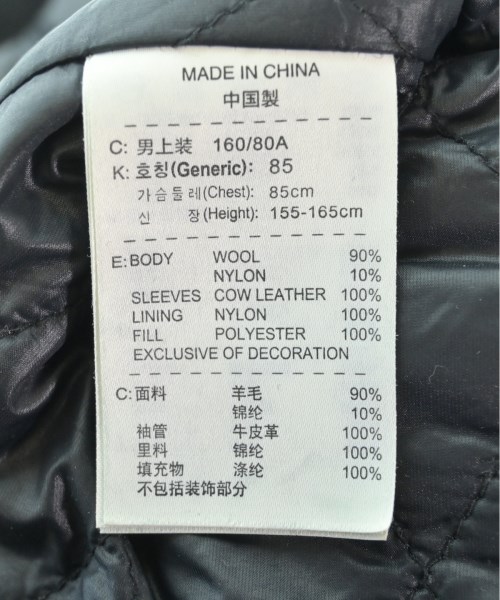 MADE IN CHINA
中国製
C: 男上装 160/80A
K: 호칭(Generic): 85
가슴둘레(Chest): 85cm
신 장(Height): 155-165cm
E: BODY WOOL 90%
NYLON 10%
SLEEVES COW LEATHER 100%
LINING NYLON 100%
FILL POLYESTER 100%
EXCLUSIVE OF DECORATION
C: 面料 羊毛 90%
锦纶 10%
袖管 牛皮革 100%
里料 锦纶 100%
填充物 涤纶 100%
不包括装饰部分